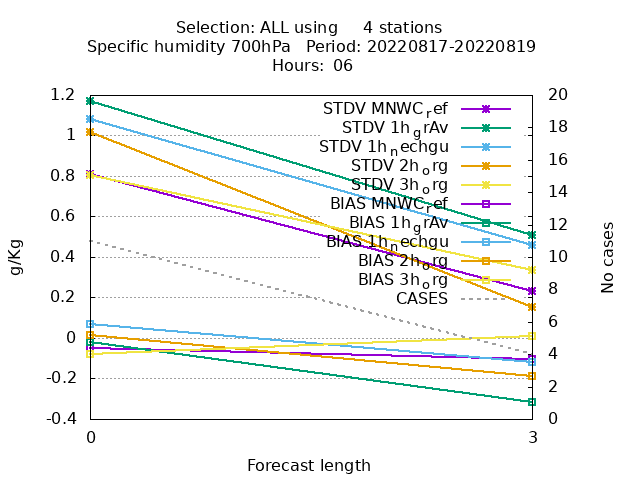 Selection: ALL using     4 stations
Specific humidity 700hPa   Period: 20220817-20220819
Hours:  06
1.2
1
0.8
0.6
0.4
0.2
0
-0.2
-0.4
g/Kg
20
18
16
14
12
10
8
6
4
2
0
No cases
STDV MNWC_ref
STDV 1h_grAv
STDV 1h_nechgu
STDV 2h_org
STDV 3h_org
BIAS MNWC_ref
BIAS 1h_grAv
BIAS 1h_nechgu
BIAS 2h_org
BIAS 3h_org
CASES
0
3
Forecast length